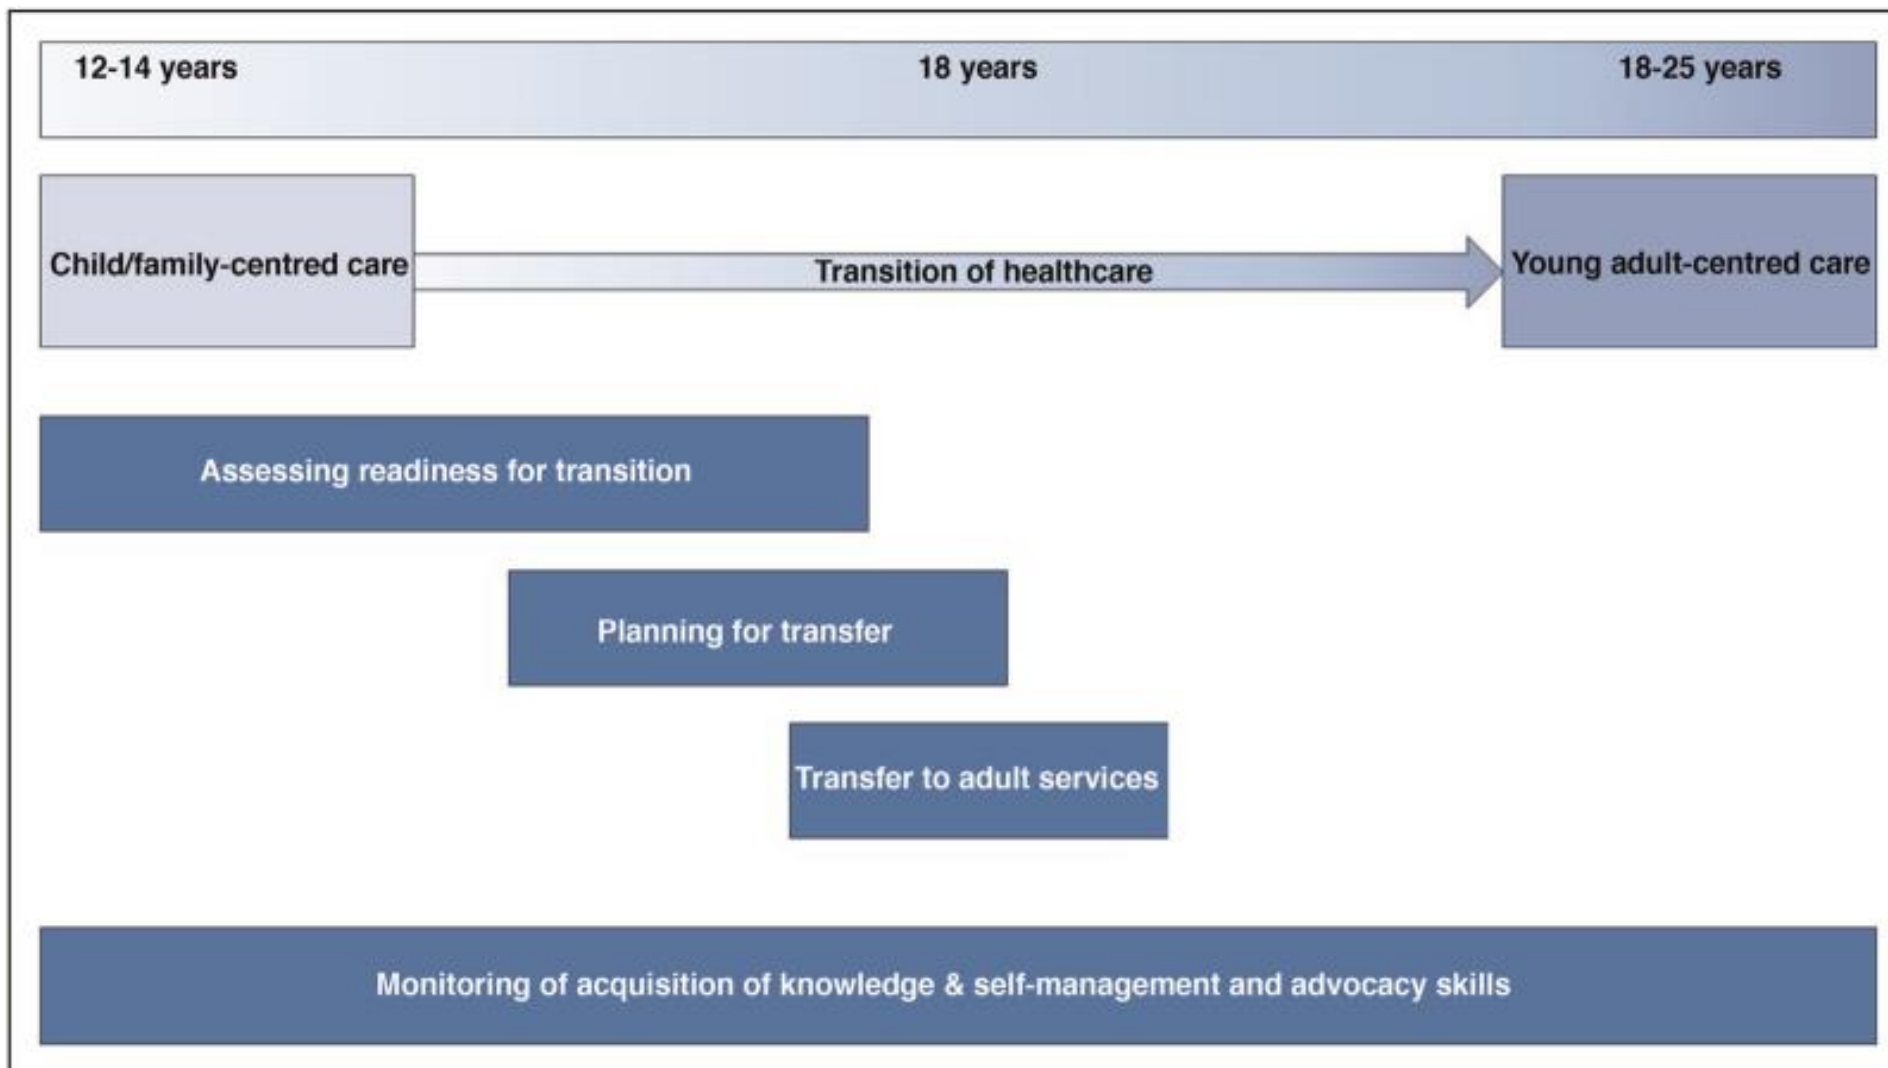 12-14 years
18 years
18-25 years
Child/family-centred care
Transition of healthcare
Young adult-centred care
Assessing readiness for transition
Planning for transfer
Transfer to adult services
Monitoring of acquisition of knowledge & self-management and advocacy skills